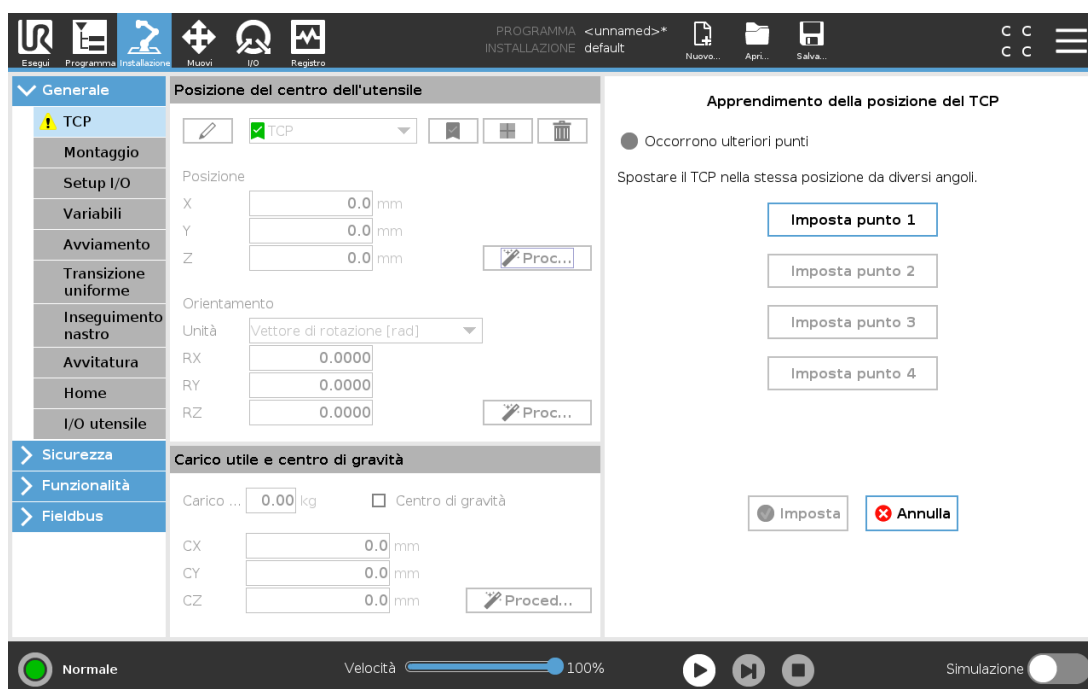 PROGRAMMA <unnamed>*
INSTALLAZIONE default
UR
Esegui
Programma
Installazione
Muovi
I/O
Registro
Nuovo...
Apri...
Salva...
C C
C C
Generale
TCP
Montaggio
Setup I/O
Variabili
Avviamento
Transizione
uniforme
Inseguimento
nastro
Avvitatura
Home
I/O utensile
Sicurezza
Funzionalità
Fieldbus
Posizione del centro dell'utensile
TCP
Posizione
X 0.0 mm
Y 0.0 mm
Z 0.0 mm
Proc...
Orientamento
Unità Vettore di rotazione [rad]
RX 0.0000
RY 0.0000
RZ 0.0000
Proc...
Carico utile e centro di gravità
Carico ... 0.00 kg
Centro di gravità
CX 0.0 mm
CY 0.0 mm
CZ 0.0 mm
Proced...
Apprendimento della posizione del TCP
Occorrono ulteriori punti
Spostare il TCP nella stessa posizione da diversi angoli.
Imposta punto 1
Imposta punto 2
Imposta punto 3
Imposta punto 4
Imposta
Annulla
Normale
Velocità 100%
Simulazione